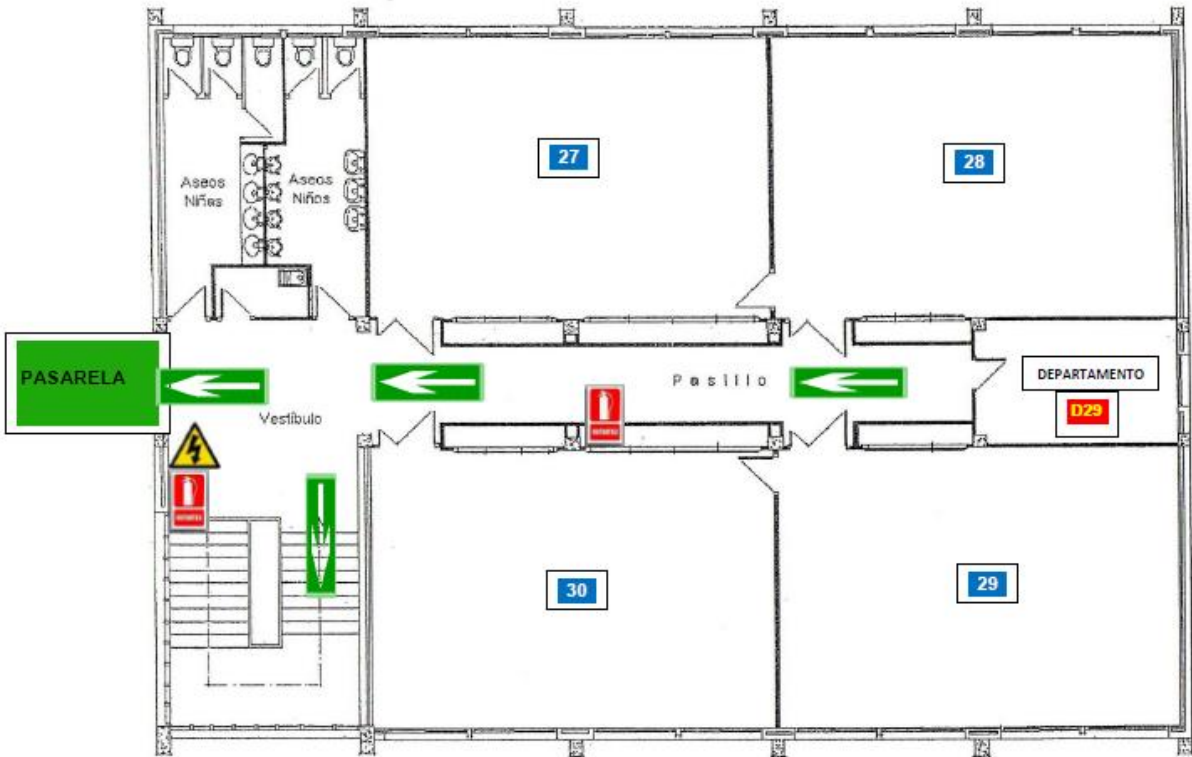 27
28
Aseos
Niñas
Aseos
Niños
PASARELA
Pasillo
DEPARTAMENTO
D29
Vestíbulo
30
29